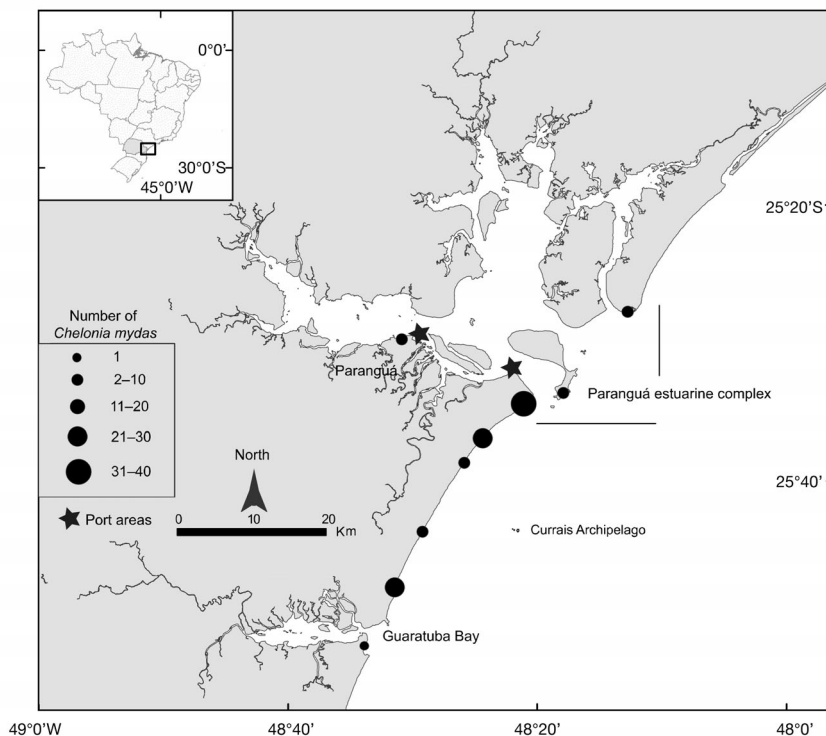 0°0'
30°0'S
45°0'W
25°20'S
Number of
Chelonia mydas
1
2–10
11–20
21–30
31–40
Port areas
Paranguá
Paranguá estuarine complex
North
0 10 20
Km
25°40'
Currais Archipelago
Guaratuba Bay
49°0'W 48°40' 48°20' 48°0'